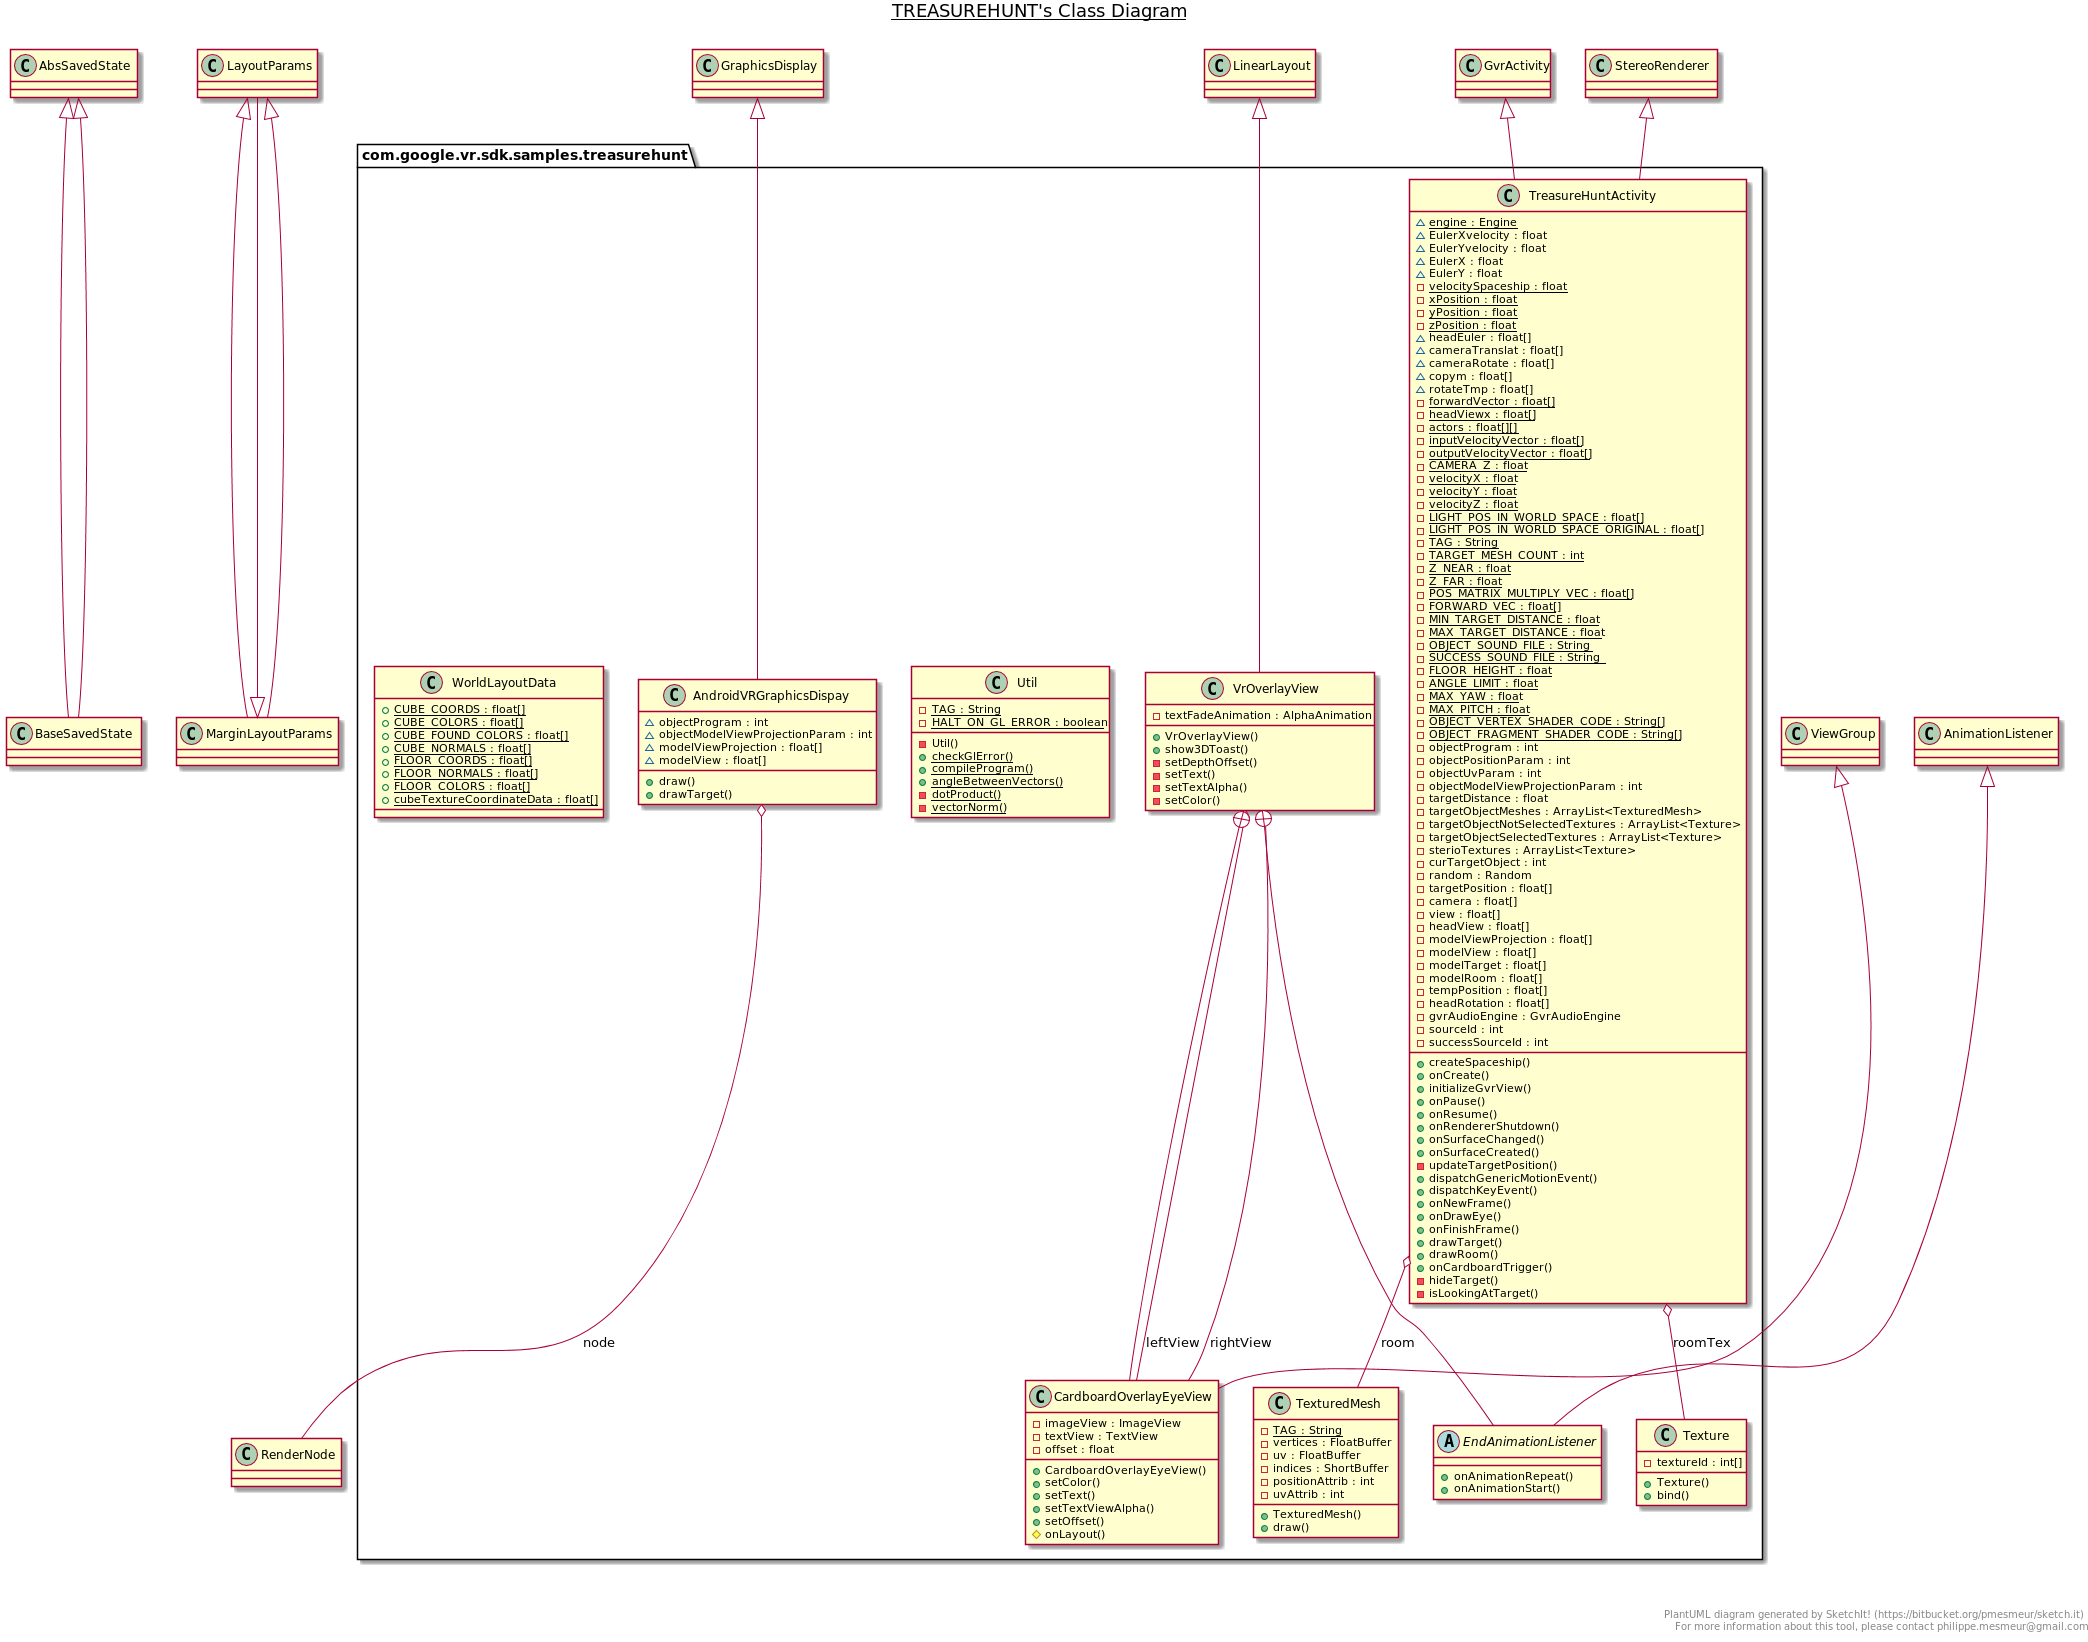 TREASUREHUNT's Class Diagram
C AbsSavedState
C LayoutParams
C GraphicsDisplay
C LinearLayout
C GvrActivity
C StereoRenderer
com.google.vr.sdk.samples.treasurehunt
C TreasureHuntActivity
engine : Engine
EulerXvelocity : float
EulerYvelocity : float
EulerX : float
EulerY : float
velocitySpaceship : float
xPosition : float
yPosition : float
zPosition : float
headEuler : float[]
cameraTranslat : float[]
cameraRotate : float[]
copym : float[]
rotateTmp : float[]
forwardVector : float[]
headViewx : float[]
actors : float[][]
inputVelocityVector : float[]
outputVelocityVector : float[]
CAMERA_Z : float
velocityX : float
velocityY : float
velocityZ : float
LIGHT_POS_IN_WORLD_SPACE : float[]
LIGHT_POS_IN_WORLD_SPACE_ORIGINAL : float[]
TAG : String
TARGET_MESH_COUNT : int
Z_NEAR : float
Z_FAR : float
POS_MATRIX_MULTIPLY_VEC : float[]
FORWARD_VEC : float[]
MIN_TARGET_DISTANCE : float
MAX_TARGET_DISTANCE : float
OBJECT_SOUND_FILE : String
SUCCESS_SOUND_FILE : String
FLOOR_HEIGHT : float
ANGLE_LIMIT : float
MAX_YAW : float
MAX_PITCH : float
OBJECT_VERTEX_SHADER_CODE : String[]
OBJECT_FRAGMENT_SHADER_CODE : String[]
objectProgram : int
objectPositionParam : int
objectUvParam : int
objectModelViewProjectionParam : int
targetDistance : float
targetObjectMeshes : ArrayList<TexturedMesh>
targetObjectNotSelectedTextures : ArrayList<Texture>
targetObjectSelectedTextures : ArrayList<Texture>
sterioTextures : ArrayList<Texture>
curTargetObject : int
random : Random
targetPosition : float[]
camera : float[]
view : float[]
headView : float[]
modelViewProjection : float[]
modelView : float[]
modelTarget : float[]
modelRoom : float[]
tempPosition : float[]
headRotation : float[]
gvrAudioEngine : GvrAudioEngine
sourceId : int
successSourceId : int
createSpaceship()
onCreate()
initializeGvrView()
onPause()
onResume()
onRendererShutdown()
onSurfaceChanged()
onSurfaceCreated()
updateTargetPosition()
dispatchGenericMotionEvent()
dispatchKeyEvent()
onNewFrame()
onDrawEye()
onFinishFrame()
drawTarget()
drawRoom()
onCardboardTrigger()
hideTarget()
isLookingAtTarget()
C BaseSavedState
C MarginLayoutParams
C WorldLayoutData
CUBE_COORDS : float[]
CUBE_COLORS : float[]
CUBE_FOUND_COLORS : float[]
CUBE_NORMALS : float[]
FLOOR_COORDS : float[]
FLOOR_NORMALS : float[]
FLOOR_COLORS : float[]
cubeTextureCoordinateData : float[]
C AndroidVRGraphicsDispay
objectProgram : int
objectModelViewProjectionParam : int
modelViewProjection : float[]
modelView : float[]
draw()
drawTarget()
C Util
TAG : String
HALT_ON_GL_ERROR : boolean
Util()
checkGlError()
compileProgram()
angleBetweenVectors()
dotProduct()
vectorNorm()
C VrOverlayView
textFadeAnimation : AlphaAnimation
VrOverlayView()
show3DToast()
setDepthOffset()
setText()
setTextAlpha()
setColor()
C ViewGroup
C AnimationListener
node
leftView
rightView
room
roomTex
C RenderNode
C CardboardOverlayEyeView
imageView : ImageView
textView : TextView
offset : float
CardboardOverlayEyeView()
setColor()
setText()
setTextViewAlpha()
setOffset()
onLayout()
C TexturedMesh
TAG : String
vertices : FloatBuffer
uv : FloatBuffer
indices : ShortBuffer
positionAttrib : int
uvAttrib : int
TexturedMesh()
draw()
A EndAnimationListener
onAnimationRepeat()
onAnimationStart()
C Texture
textureId : int[]
Texture()
bind()
PlantUML diagram generated by SketchIt! (https://bitbucket.org/pmesmeur/sketch.it)
For more information about this tool, please contact philippe.mesmeur@gmail.com